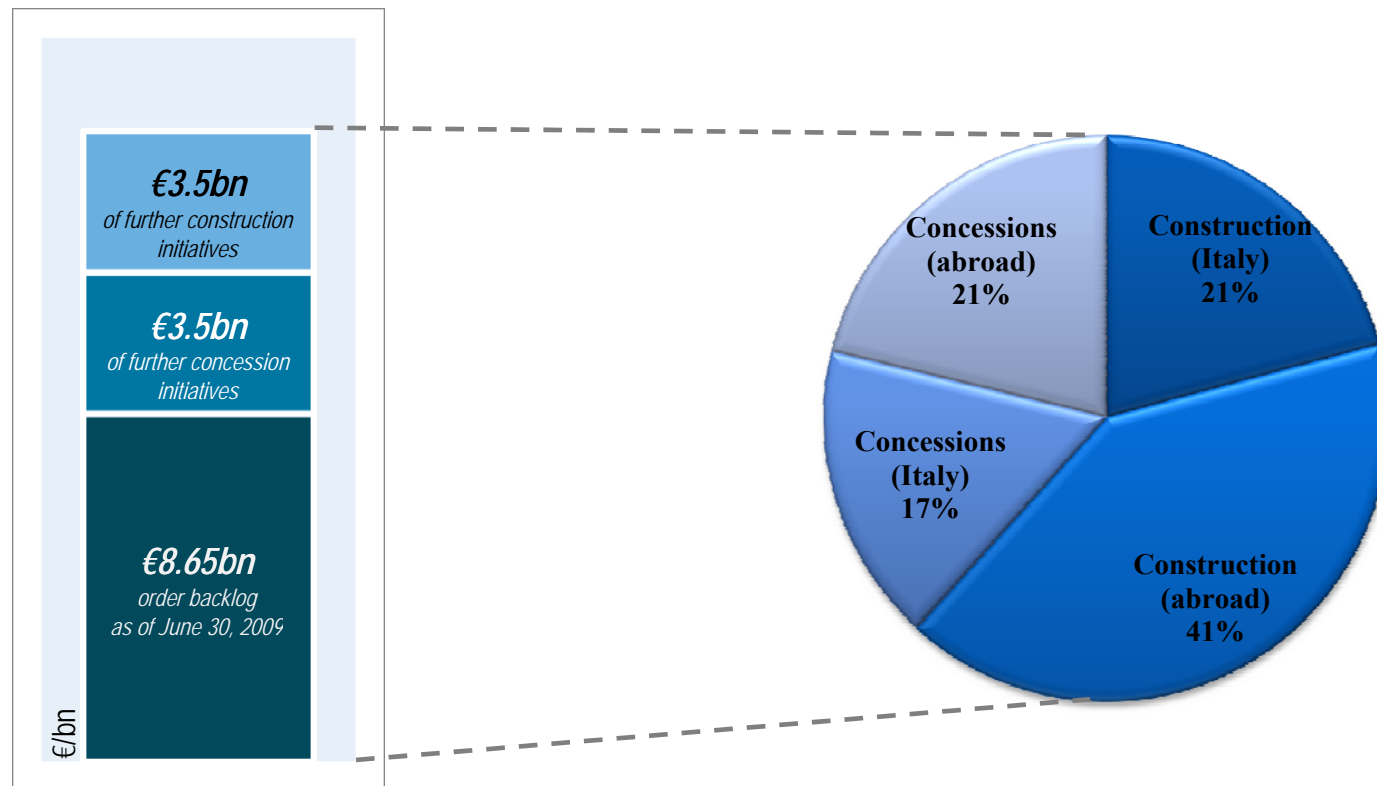 €3.5bn
of further construction
initiatives
€3.5bn
of further concession
initiatives
€8.65bn
order backlog
as of June 30, 2009
€/bn
Concessions
(abroad)
21%
Construction
(Italy)
21%
Concessions
(Italy)
17%
Construction
(abroad)
41%